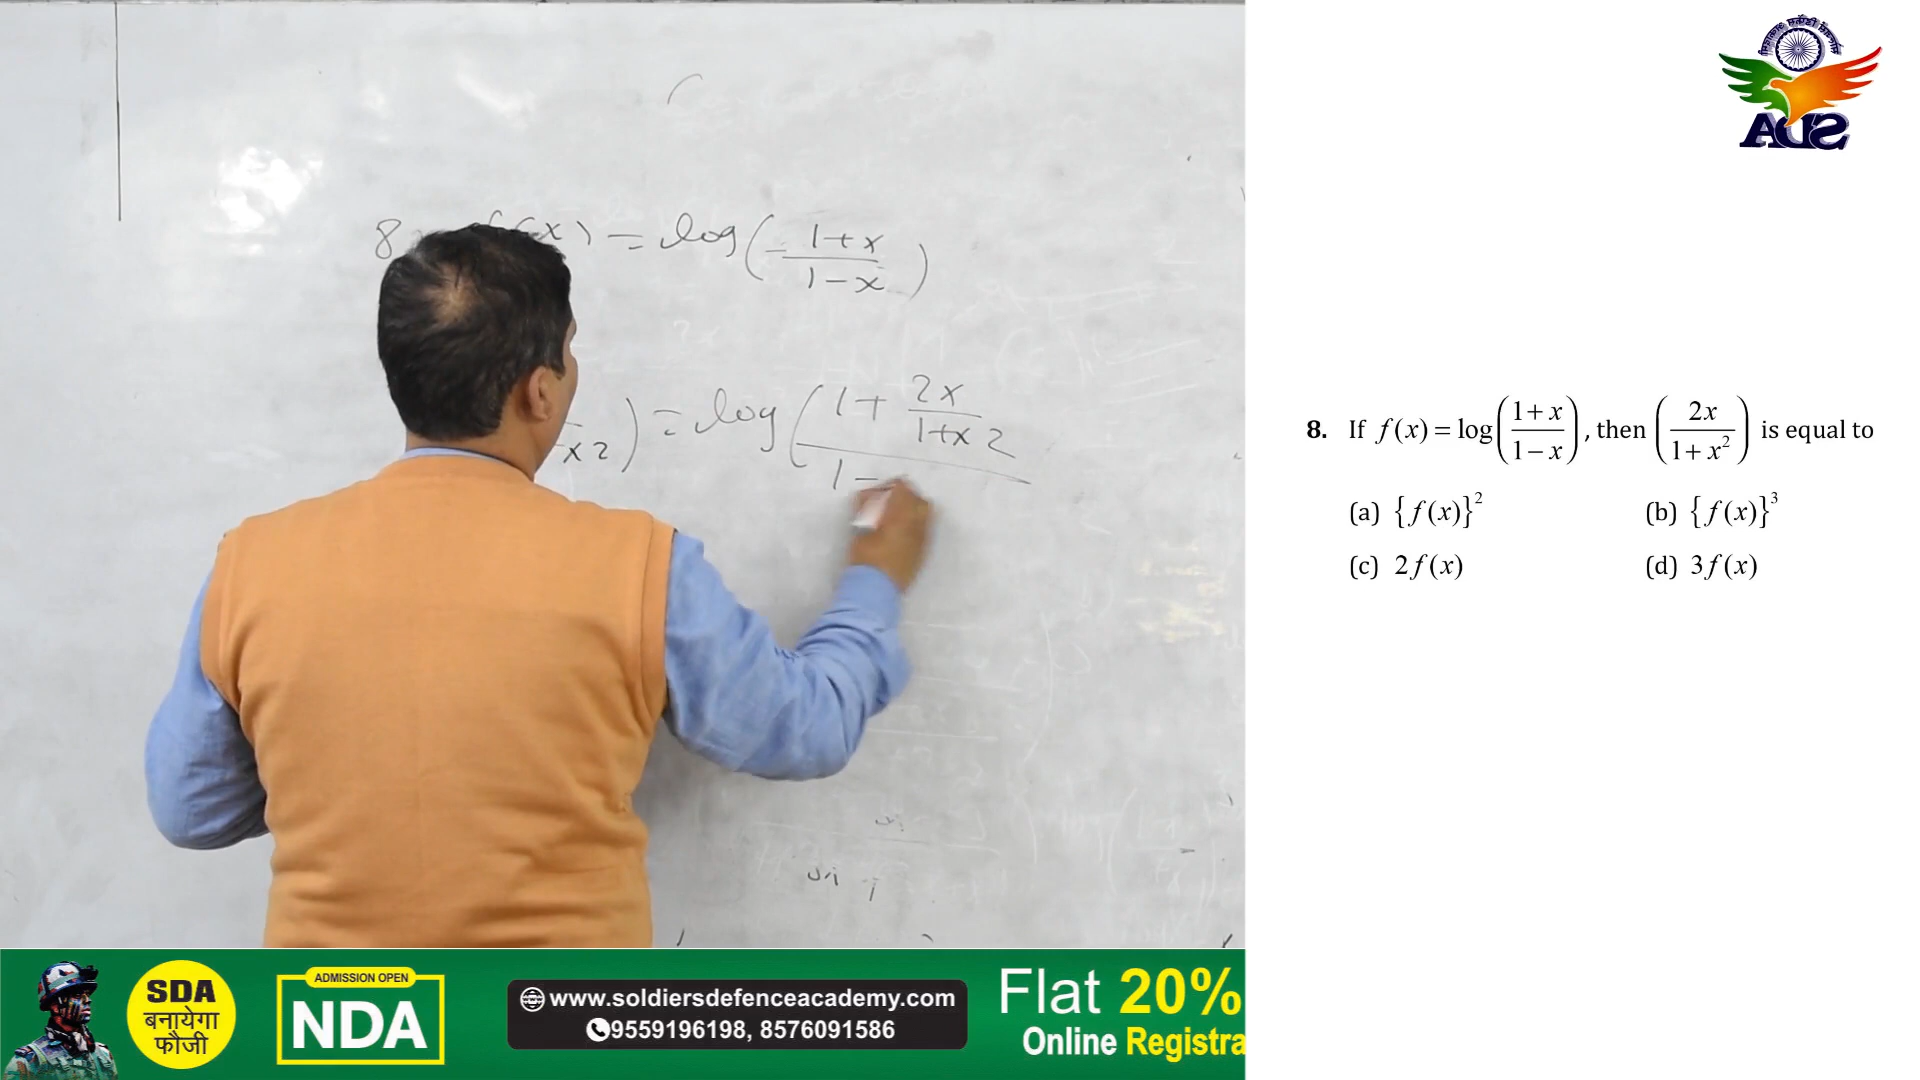 8 f(x) = log(1+x/1-x)
x2) = log(1+ 2x/1+x2
1-
SDA
8. If f(x) = log(1+x/1−x), then (2x/1+x²) is equal to
(a) {f(x)}² (b) {f(x)}³
(c) 2f(x) (d) 3f(x)
SDA
बनायेगा
फौजी
ADMISSION OPEN
NDA
www.soldiersdefenceacademy.com
9559196198, 8576091586
Flat 20%
Online Registra